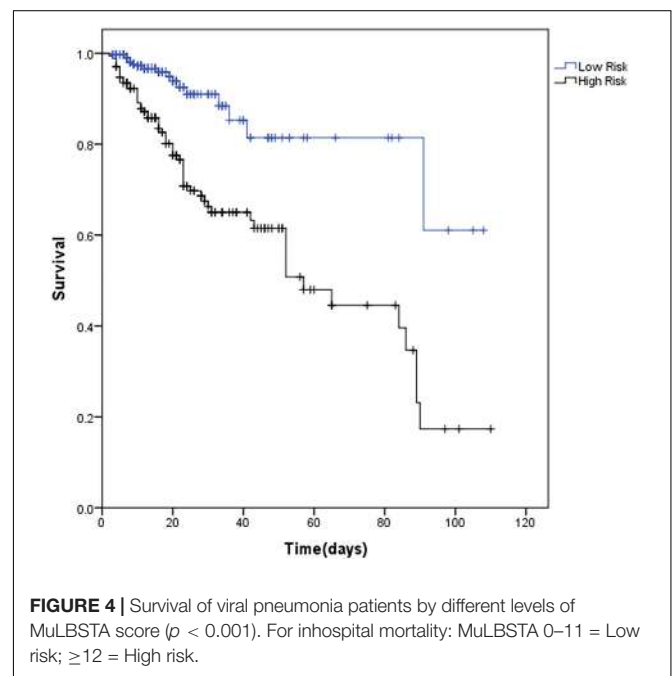 1.0
0.8
0.6
0.4
0.2
0.0
Survival
0 20 40 60 80 100 120
Time(days)
Low Risk
High Risk
FIGURE 4 | Survival of viral pneumonia patients by different levels of
MuLBSTA score (p < 0.001). For inhospital mortality: MuLBSTA 0–11 = Low
risk; ≥12 = High risk.